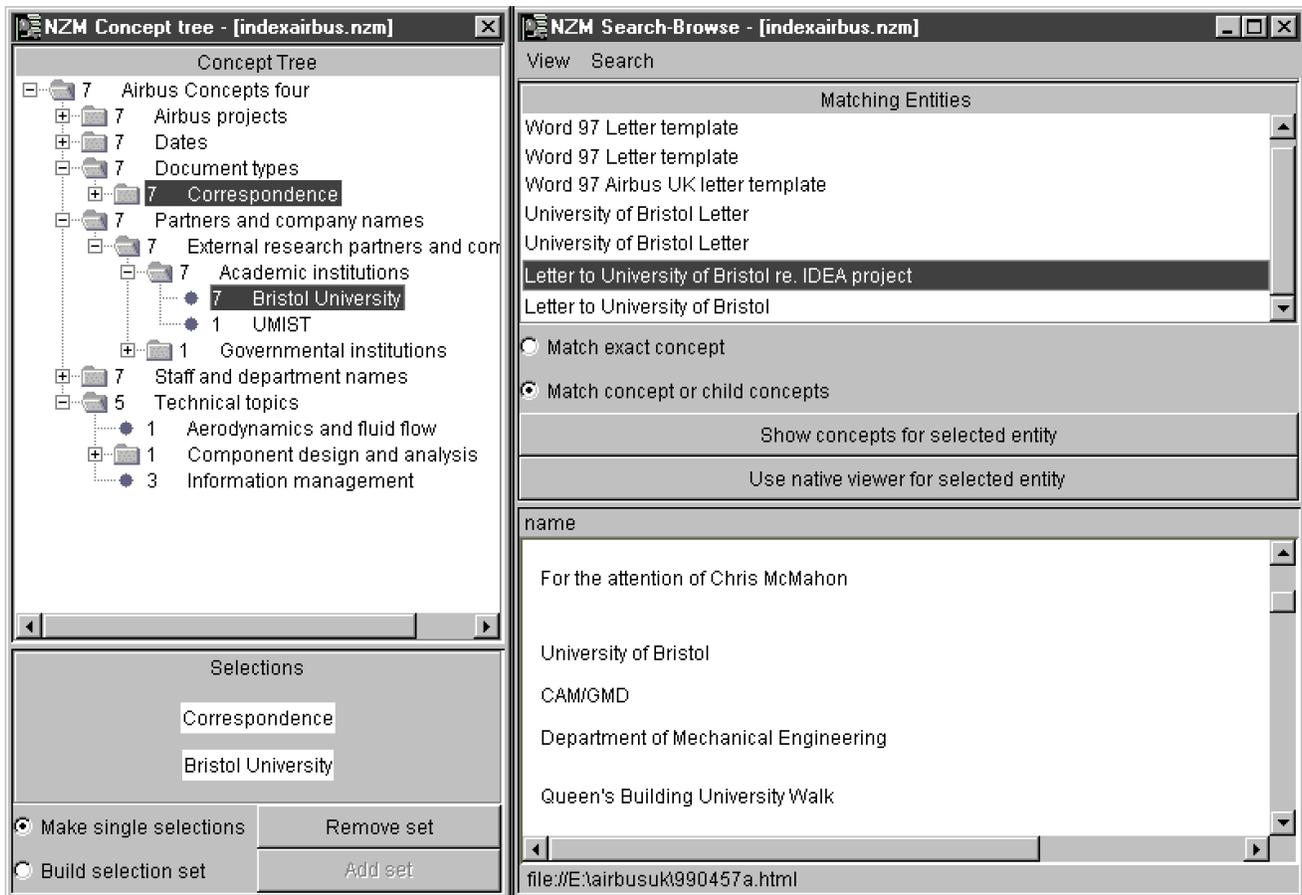 NZM Concept tree - [indexairbus.nzm]
Concept Tree
7 Airbus Concepts four
7 Airbus projects
7 Dates
7 Document types
7 Correspondence
7 Partners and company names
7 External research partners and com
7 Academic institutions
7 Bristol University
1 UMIST
1 Governmental institutions
7 Staff and department names
5 Technical topics
1 Aerodynamics and fluid flow
1 Component design and analysis
3 Information management
Selections
Correspondence
Bristol University
Make single selections
Remove set
Build selection set
Add set
NZM Search-Browse - [indexairbus.nzm]
View Search
Matching Entities
Word 97 Letter template
Word 97 Letter template
Word 97 Airbus UK letter template
University of Bristol Letter
University of Bristol Letter
Letter to University of Bristol re. IDEA project
Letter to University of Bristol
Match exact concept
Match concept or child concepts
Show concepts for selected entity
Use native viewer for selected entity
name
For the attention of Chris McMahon
University of Bristol
CAM/GMD
Department of Mechanical Engineering
Queen's Building University Walk
file://E:\airbusuk\990457a.html